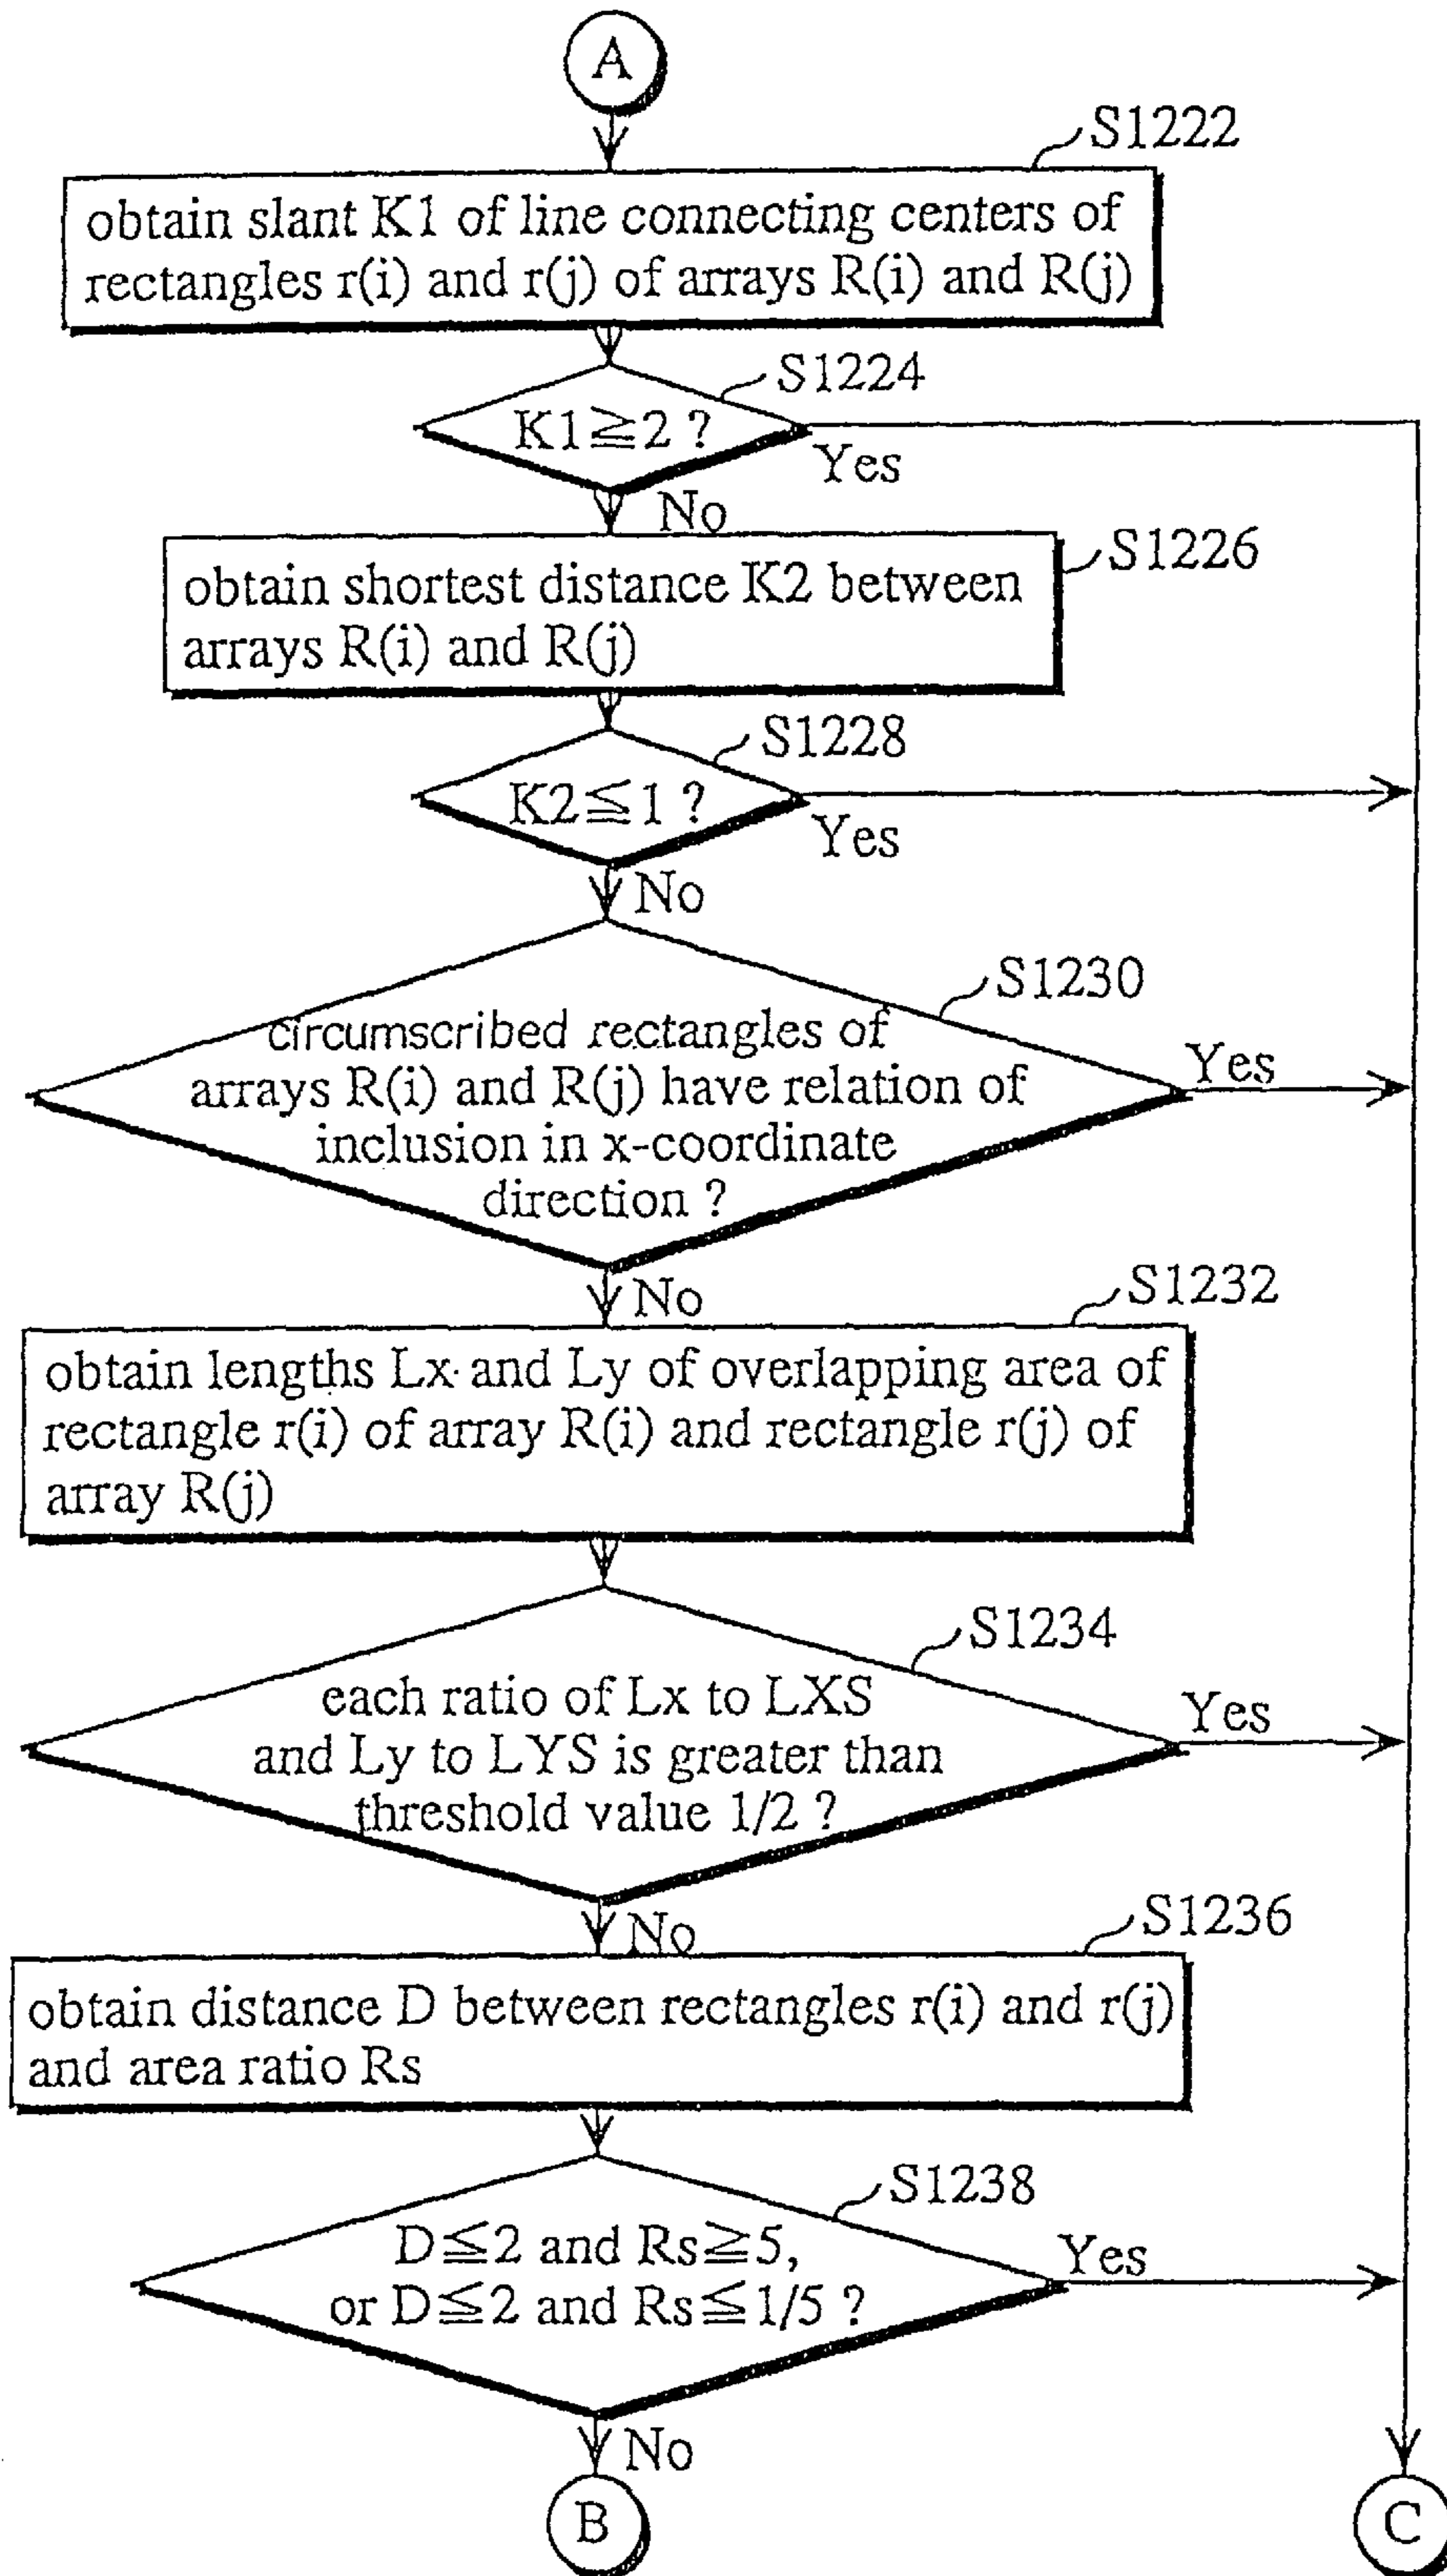 A
S1222
obtain slant K1 of line connecting centers of
rectangles r(i) and r(j) of arrays R(i) and R(j)
S1224
K1≧2 ?
Yes
No
S1226
obtain shortest distance K2 between
arrays R(i) and R(j)
S1228
K2≦1 ?
Yes
No
S1230
circumscribed rectangles of
arrays R(i) and R(j) have relation of
inclusion in x-coordinate
direction ?
Yes
No
S1232
obtain lengths Lx and Ly of overlapping area of
rectangle r(i) of array R(i) and rectangle r(j) of
array R(j)
S1234
each ratio of Lx to LXS
and Ly to LYS is greater than
threshold value 1/2 ?
Yes
No
S1236
obtain distance D between rectangles r(i) and r(j)
and area ratio Rs
S1238
D≦2 and Rs≧5,
or D≦2 and Rs≦1/5 ?
Yes
No
B
C